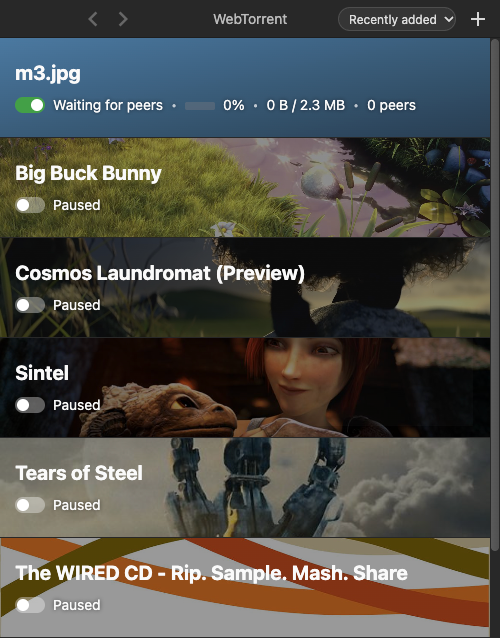 WebTorrent
Recently added
m3.jpg
Waiting for peers • 0% • 0 B / 2.3 MB • 0 peers
Big Buck Bunny
Paused
Cosmos Laundromat (Preview)
Paused
Sintel
Paused
Tears of Steel
Paused
The WIRED CD - Rip. Sample. Mash. Share
Paused